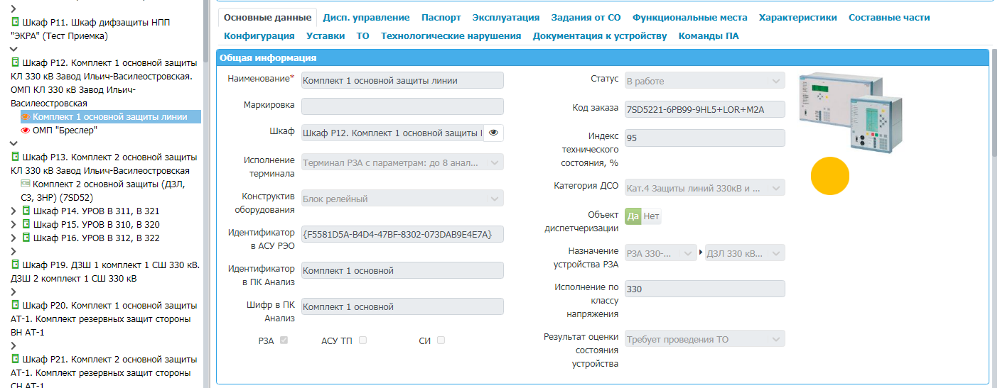 Шкаф Р11. Шкаф дифзащиты НПП
"ЭКРА" (Тест Приемка)
Шкаф Р12. Комплект 1 основной защиты
КЛ 330 кВ Завод Ильич-Василеостровская.
ОМП КЛ 330 кВ Завод Ильич-
Василеостровская
Комплект 1 основной защиты линии
ОМП "Бреслер"
Шкаф Р13. Комплект 2 основной защиты
КЛ 330 кВ Завод Ильич-Василеостровская
Комплект 2 основной защиты (ДЗЛ,
СЗ, ЗНР) (7SD52)
Шкаф Р14. УРОВ В 311, В 321
Шкаф Р15. УРОВ В 310, В 320
Шкаф Р16. УРОВ В 312, В 322
Шкаф Р19. ДЗШ 1 комплект 1 СШ 330 кВ.
ДЗШ 2 комплект 1 СШ 330 кВ
Шкаф Р20. Комплект 1 основной защиты
АТ-1. Комплект резервных защит стороны
ВН АТ-1
Шкаф Р21. Комплект 2 основной защиты
АТ-1. Комплект резервных защит стороны
СН АТ-1
Основные данные Дисп. управление Паспорт Эксплуатация Задания от СО Функциональные места Характеристики Составные части
Конфигурация Уставки ТО Технологические нарушения Документация к устройству Команды ПА
Общая информация
Наименование* Комплект 1 основной защиты линии
Маркировка
Шкаф Шкаф Р12. Комплект 1 основной защиты
Исполнение
терминала Терминал РЗА с параметрам: до 8 анал...
Конструктив
оборудования Блок релейный
Идентификатор
в АСУ РЭО {F5581D5A-B4D4-47BF-8302-073DAB9E4E7A}
Идентификатор
в ПК Анализ Комплект 1 основной
Шифр в ПК
Анализ Комплект 1 основной
РЗА АСУ ТП СИ
Статус В работе
Код заказа 7SD5221-6PB99-9HL5+LOR+M2A
Индекс
технического
состояния, % 95
Категория ДСО Кат.4 Защиты линий 330кВ и ...
Объект
диспетчеризации Да Нет
Назначение
устройства РЗА РЗА 330-... ДЗЛ 330 кВ...
Исполнение по
классу
напряжения 330
Результат оценки
состояния
устройства Требует проведения ТО